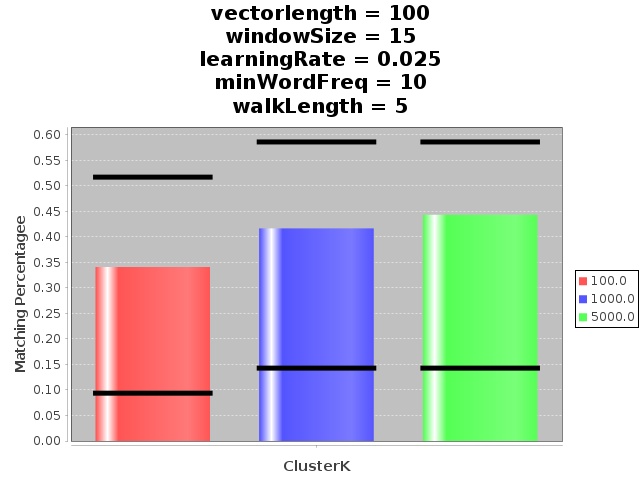 vectorlength = 100
windowSize = 15
learningRate = 0.025
minWordFreq = 10
walkLength = 5
0.60
0.55
0.50
0.45
0.40
0.35
0.30
0.25
0.20
0.15
0.10
0.05
0.00
Matching Percentagee
ClusterK
100.0
1000.0
5000.0